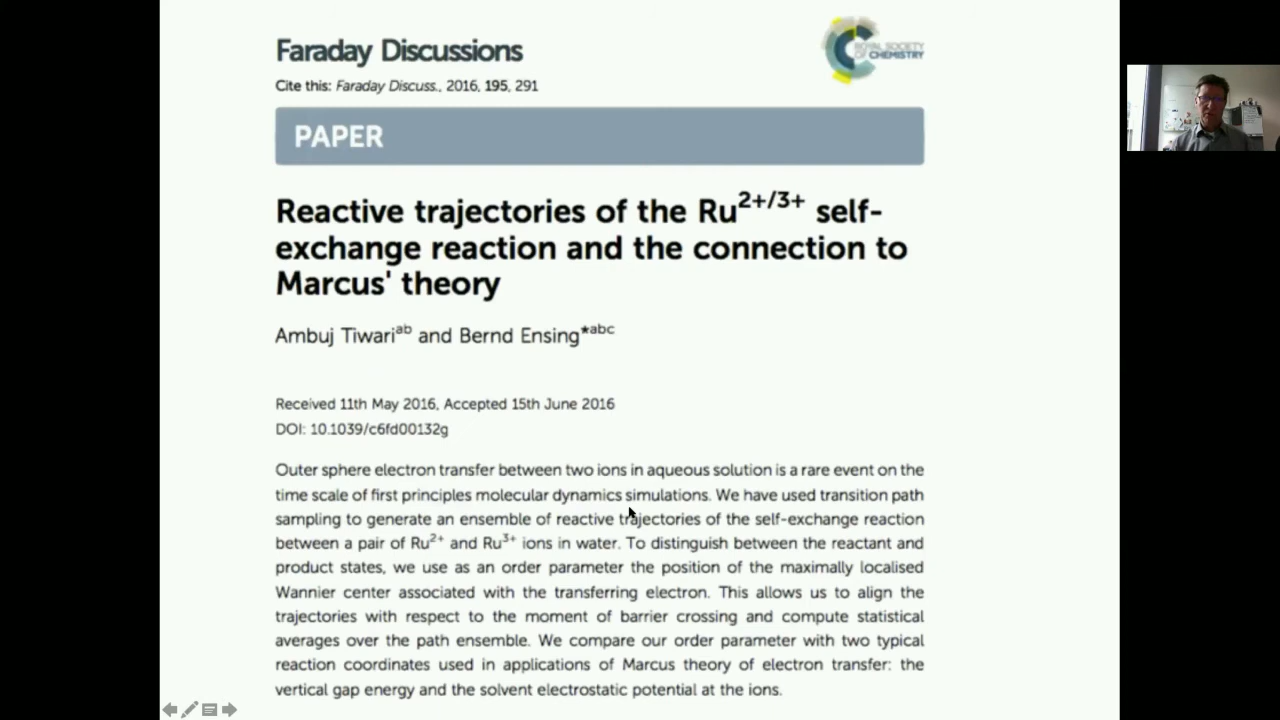 Faraday Discussions
ROYAL SOCIETY
OF CHEMISTRY
Cite this: Faraday Discuss., 2016, 195, 291
PAPER
Reactive trajectories of the Ru2+/3+ self-
exchange reaction and the connection to
Marcus' theory
Ambuj Tiwariab and Bernd Ensing*abc
Received 11th May 2016, Accepted 15th June 2016
DOI: 10.1039/c6fd00132g
Outer sphere electron transfer between two ions in aqueous solution is a rare event on the
time scale of first principles molecular dynamics simulations. We have used transition path
sampling to generate an ensemble of reactive trajectories of the self-exchange reaction
between a pair of Ru2+ and Ru3+ ions in water. To distinguish between the reactant and
product states, we use as an order parameter the position of the maximally localised
Wannier center associated with the transferring electron. This allows us to align the
trajectories with respect to the moment of barrier crossing and compute statistical
averages over the path ensemble. We compare our order parameter with two typical
reaction coordinates used in applications of Marcus theory of electron transfer: the
vertical gap energy and the solvent electrostatic potential at the ions.